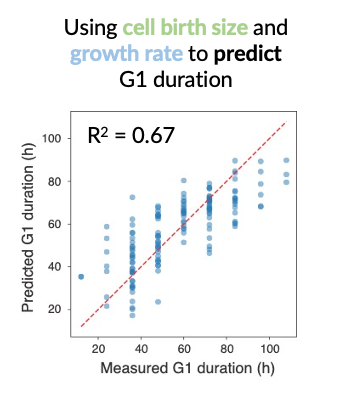 Using cell birth size and
growth rate to predict
G1 duration
R² = 0.67
Predicted G1 duration (h)
100
80
60
40
20
20 40 60 80 100
Measured G1 duration (h)